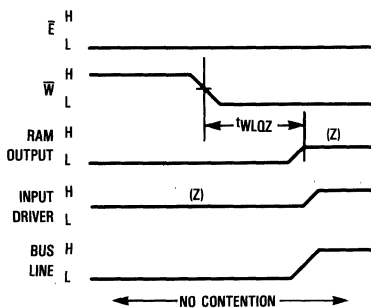 E̅ H
L
W̅ H
L
tWLQZ
RAM OUTPUT H
L
(Z)
INPUT DRIVER H
L
(Z)
BUS LINE H
L
NO CONTENTION